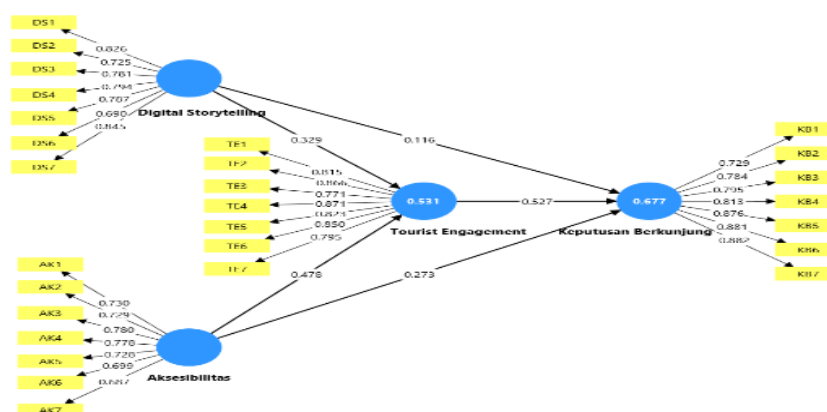 DS1
DS2
DS3
DS4
DS5
DS6
DS7
0.826
0.725
0.781
0.794
0.787
0.690
0.845
Digital Storytelling
0.329
0.116
TE1
TE2
TE3
TE4
TE5
TE6
TE7
0.815
0.866
0.771
0.871
0.823
0.850
0.795
0.531
Tourist Engagement
0.527
0.677
Keputusan Berkunjung
KB1
KB2
KB3
KB4
KB5
KB6
KB7
0.729
0.784
0.795
0.813
0.876
0.881
0.882
0.478
0.273
AK1
AK2
AK3
AK4
AK5
AK6
AK7
0.730
0.729
0.780
0.778
0.728
0.699
0.687
Aksesibilitas